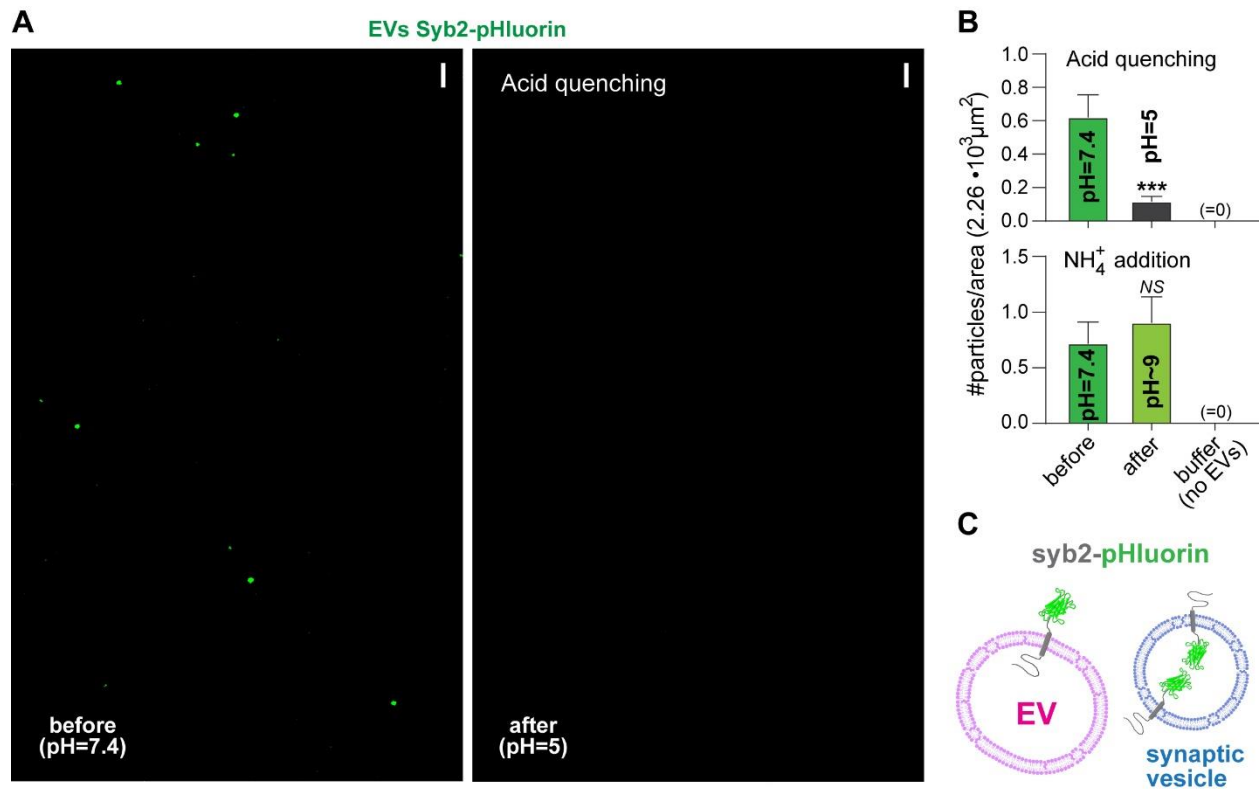 A
EVs Syb2-pHluorin
Acid quenching
before
(pH=7.4)
after
(pH=5)
B
#particles/area (2.26 •10³µm²)
1.0
0.8
0.6
0.4
0.2
0.0
Acid quenching
pH=7.4
pH=5
***
(=0)
1.5
1.0
0.5
0.0
NH₄⁺ addition
NS
pH=7.4
pH~9
(=0)
before
after
buffer
(no EVs)
C
syb2-pHluorin
EV
synaptic
vesicle